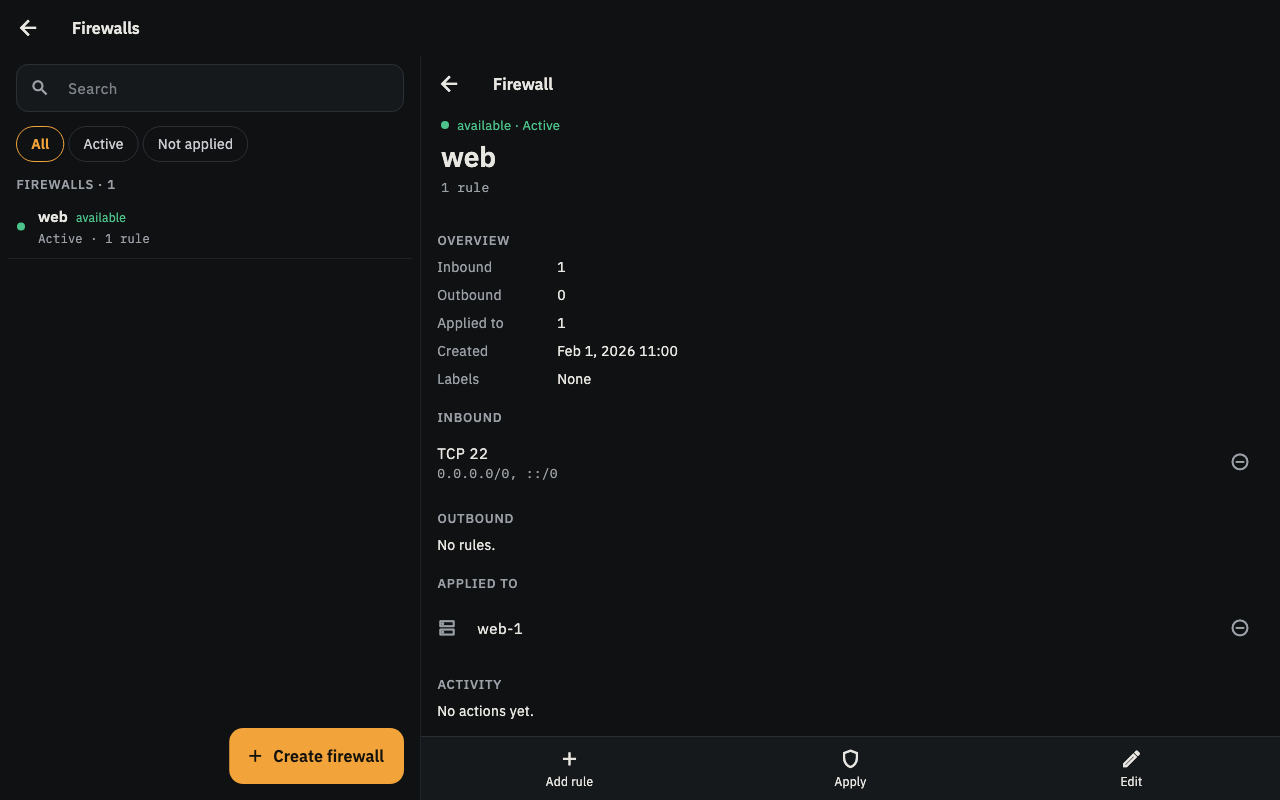 Firewalls
Search
All
Active
Not applied
FIREWALLS · 1
web available
Active · 1 rule
Create firewall
Firewall
available · Active
web
1 rule
OVERVIEW
Inbound 1
Outbound 0
Applied to 1
Created Feb 1, 2026 11:00
Labels None
INBOUND
TCP 22
0.0.0.0/0, ::/0
OUTBOUND
No rules.
APPLIED TO
web-1
ACTIVITY
No actions yet.
Add rule
Apply
Edit